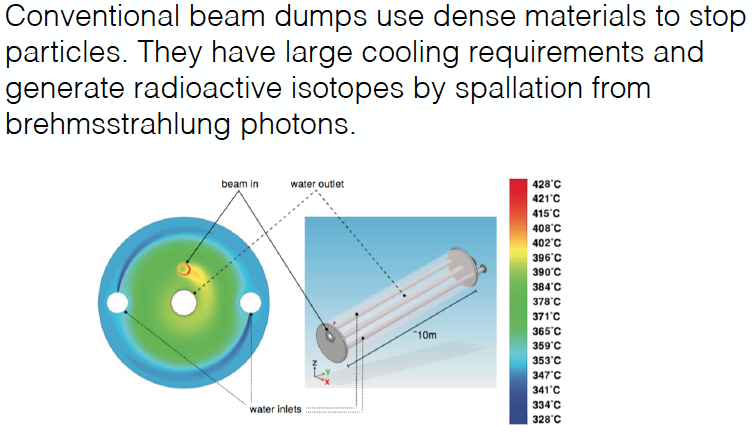 Conventional beam dumps use dense materials to stop
particles. They have large cooling requirements and
generate radioactive isotopes by spallation from
brehmsstrahlung photons.
beam in
water outlet
~10m
Z
Y
X
water inlets
428°C
421°C
415°C
408°C
402°C
396°C
390°C
384°C
378°C
371°C
365°C
359°C
353°C
347°C
341°C
334°C
328°C